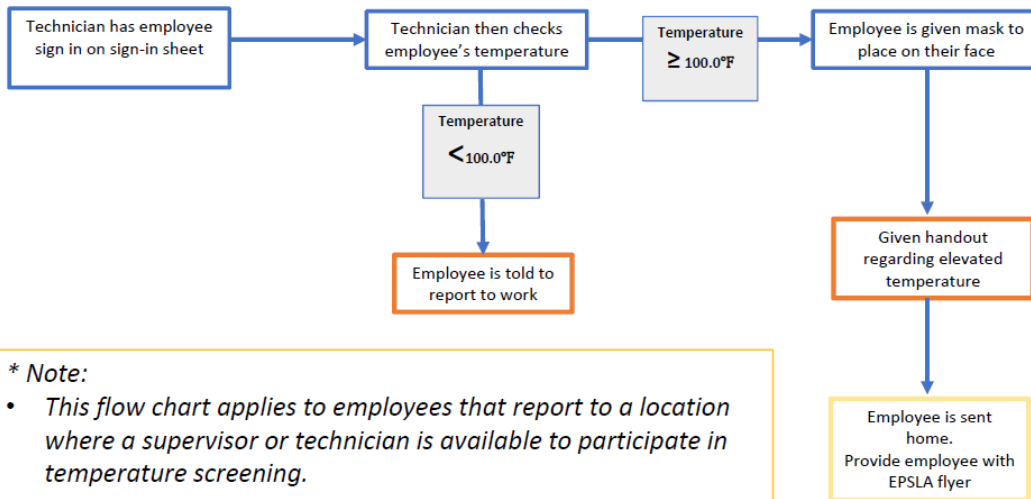 Technician has employee
sign in on sign-in sheet
Technician then checks
employee's temperature
Temperature
≥ 100.0°F
Employee is given mask to
place on their face
Temperature
<100.0°F
Employee is told to
report to work
Given handout
regarding elevated
temperature
Employee is sent
home.
Provide employee with
EPSLA flyer
* Note:
• This flow chart applies to employees that report to a location
where a supervisor or technician is available to participate in
temperature screening.